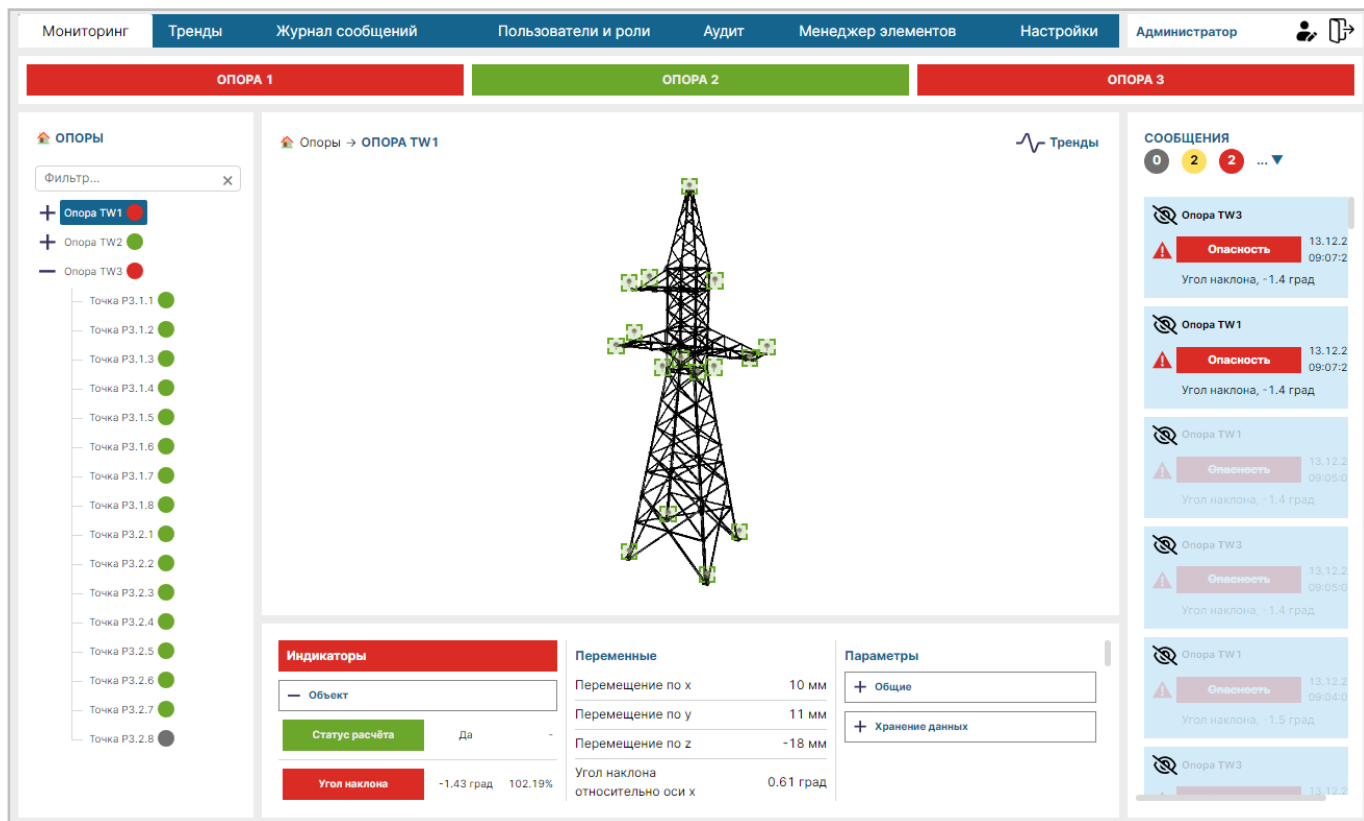 Мониторинг Тренды Журнал сообщений Пользователи и роли Аудит Менеджер элементов Настройки Администратор
ОПОРА 1 ОПОРА 2 ОПОРА 3
ОПОРЫ
Фильтр...
Опора TW1
Опора TW2
Опора TW3
Точка P3.1.1
Точка P3.1.2
Точка P3.1.3
Точка P3.1.4
Точка P3.1.5
Точка P3.1.6
Точка P3.1.7
Точка P3.1.8
Точка P3.2.1
Точка P3.2.2
Точка P3.2.3
Точка P3.2.4
Точка P3.2.5
Точка P3.2.6
Точка P3.2.7
Точка P3.2.8
Опоры → ОПОРА TW1
Тренды
Индикаторы
Объект
Статус расчёта Да -
Угол наклона -1.43 град 102.19%
Переменные
Перемещение по x 10 мм
Перемещение по y 11 мм
Перемещение по z -18 мм
Угол наклона
относительно оси x 0.61 град
Параметры
Общие
Хранение данных
СООБЩЕНИЯ
0 2 2 ... ▼
Опора TW3
Опасность 13.12.2
09:07:2
Угол наклона, -1.4 град
Опора TW1
Опасность 13.12.2
09:07:2
Угол наклона, -1.4 град
Опора TW1
Опасность 13.12.2
09:05:0
Угол наклона, -1.4 град
Опора TW3
Опасность 13.12.2
09:05:0
Угол наклона, -1.4 град
Опора TW1
Опасность 13.12.2
09:04:0
Угол наклона, -1.5 град
Опора TW3
13.12.2